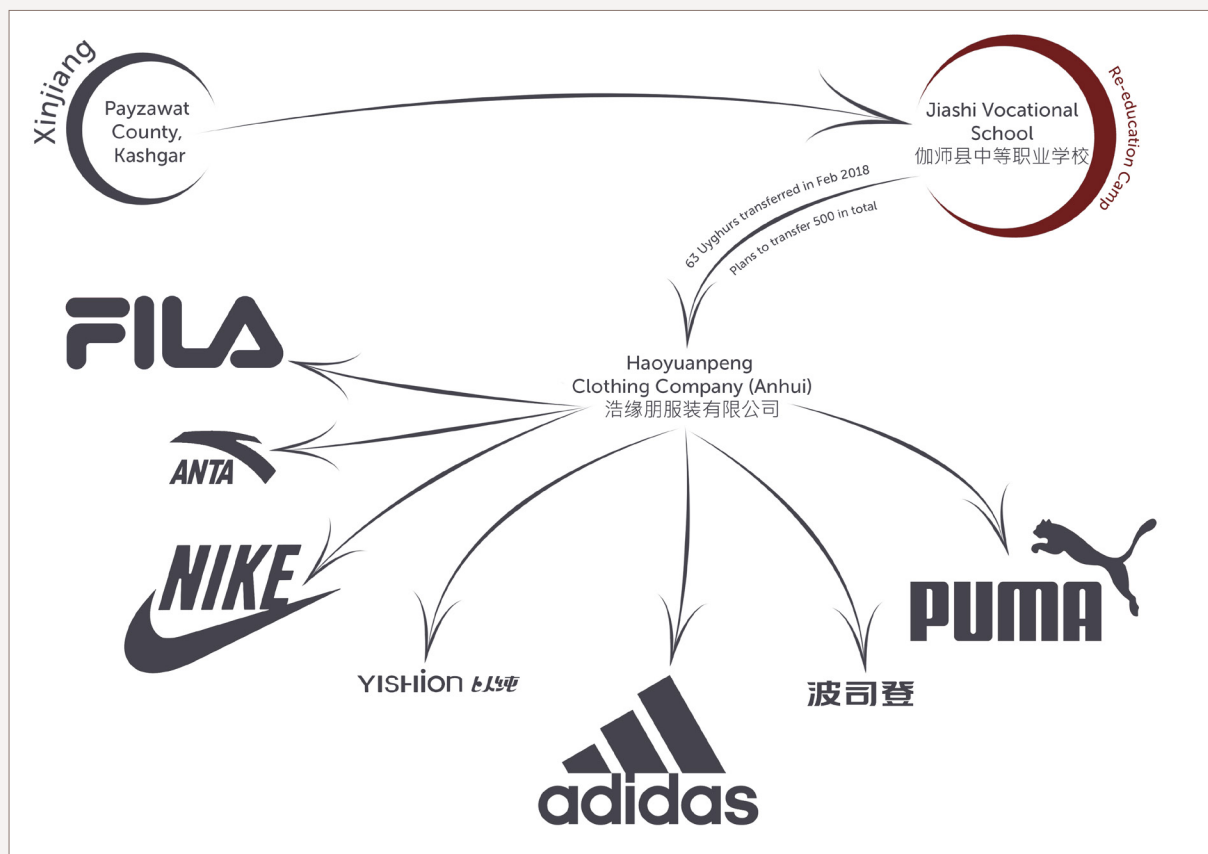 Xinjiang
Payzawat
County,
Kashgar
Jiashi Vocational
School
伽师县中等职业学校
Re-education Camp
63 Uyghurs transferred in Feb 2018
Plans to transfer 500 in total
Haoyuanpeng
Clothing Company (Anhui)
浩缘朋服装有限公司
FILA
ANTA
NIKE
YISHion 以纯
adidas
波司登
PUMA